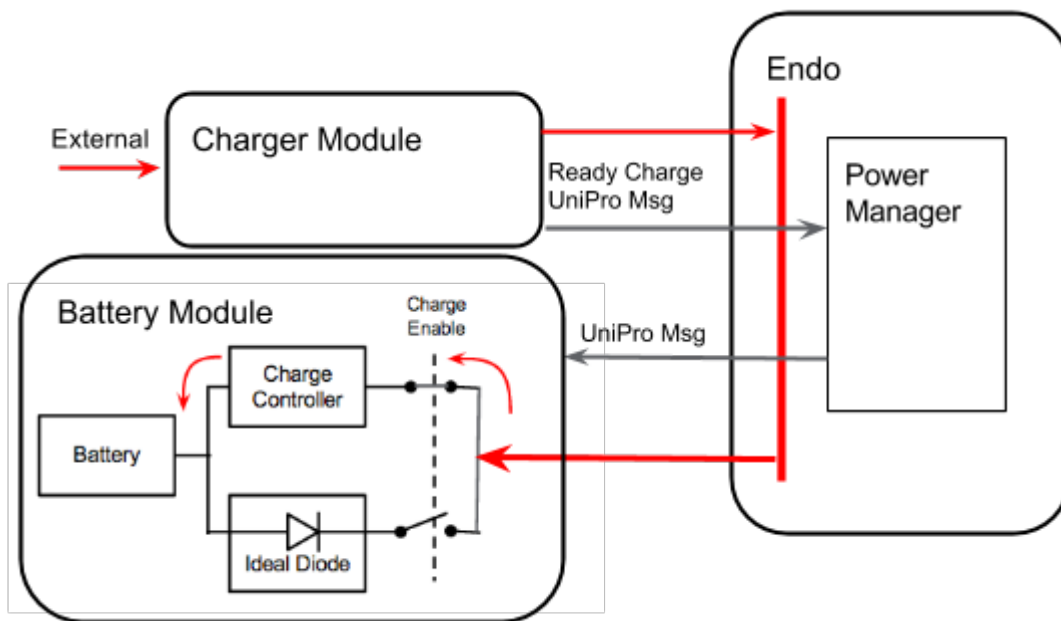 Endo
External
Charger Module
Ready Charge
UniPro Msg
Power
Manager
Battery Module
Charge
Enable
UniPro Msg
Charge
Controller
Battery
Ideal Diode